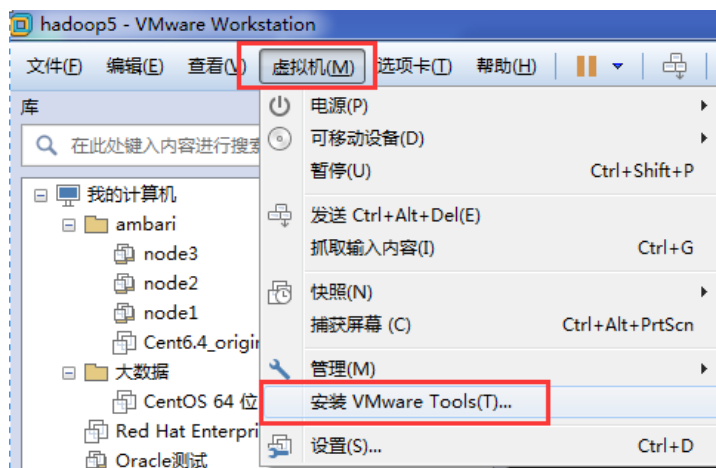 hadoop5 - VMware Workstation
文件(F) 编辑(E) 查看(V) 虚拟机(M) 选项卡(T) 帮助(H)
库
在此处键入内容进行搜索
我的计算机
ambari
node3
node2
node1
Cent6.4_origin
大数据
CentOS 64 位
Red Hat Enterpri
Oracle测试
电源(P)
可移动设备(D)
暂停(U) Ctrl+Shift+P
发送 Ctrl+Alt+Del(E)
抓取输入内容(I) Ctrl+G
快照(N)
捕获屏幕 (C) Ctrl+Alt+PrtScn
管理(M)
安装 VMware Tools(T)...
设置(S)... Ctrl+D